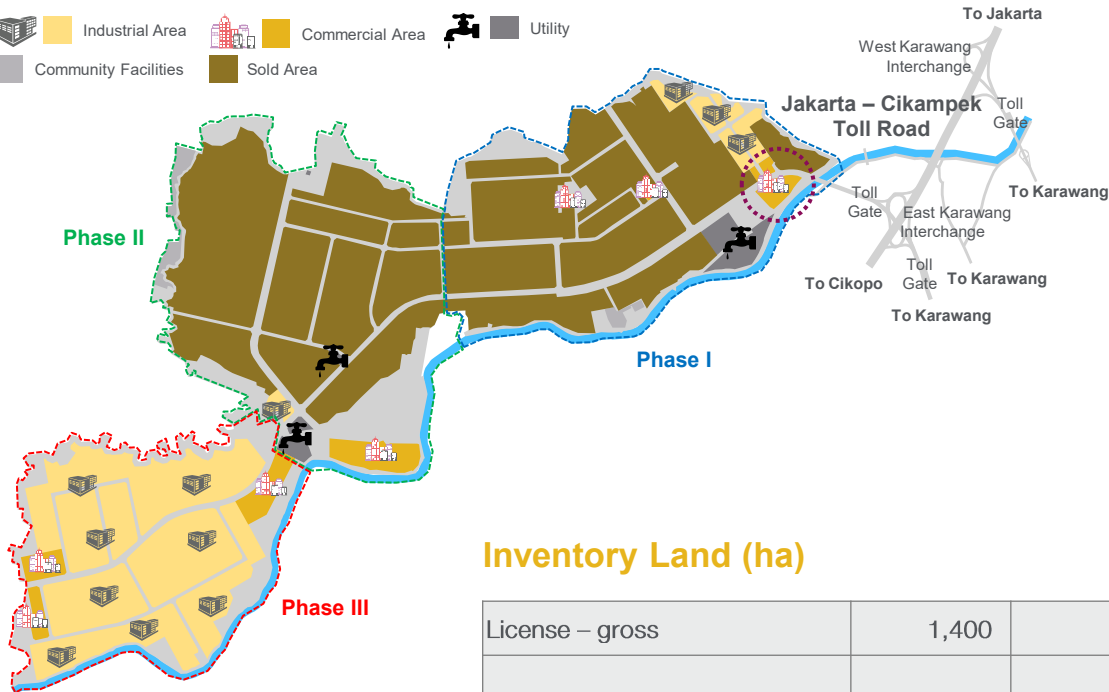 Industrial Area
Commercial Area
Utility
Community Facilities
Sold Area
To Jakarta
West Karawang
Interchange
Jakarta – Cikampek
Toll Road
Toll
Gate
To Karawang
Toll
Gate
East Karawang
Interchange
To Cikopo
Toll
Gate
To Karawang
To Karawang
Phase II
Phase I
Phase III
Inventory Land (ha)
License – gross 1,400